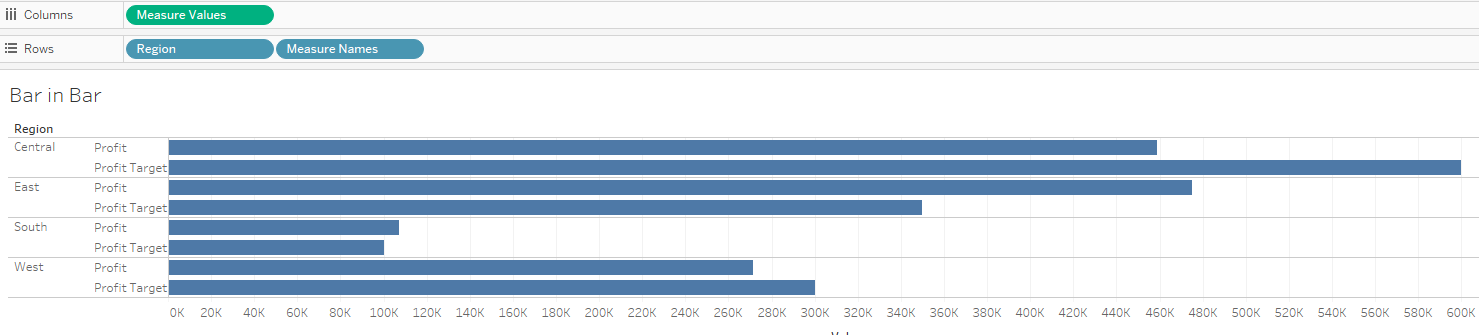 Columns Measure Values
Rows Region Measure Names
Bar in Bar
Region
Central Profit
Profit Target
East Profit
Profit Target
South Profit
Profit Target
West Profit
Profit Target
0K 20K 40K 60K 80K 100K 120K 140K 160K 180K 200K 220K 240K 260K 280K 300K 320K 340K 360K 380K 400K 420K 440K 460K 480K 500K 520K 540K 560K 580K 600K